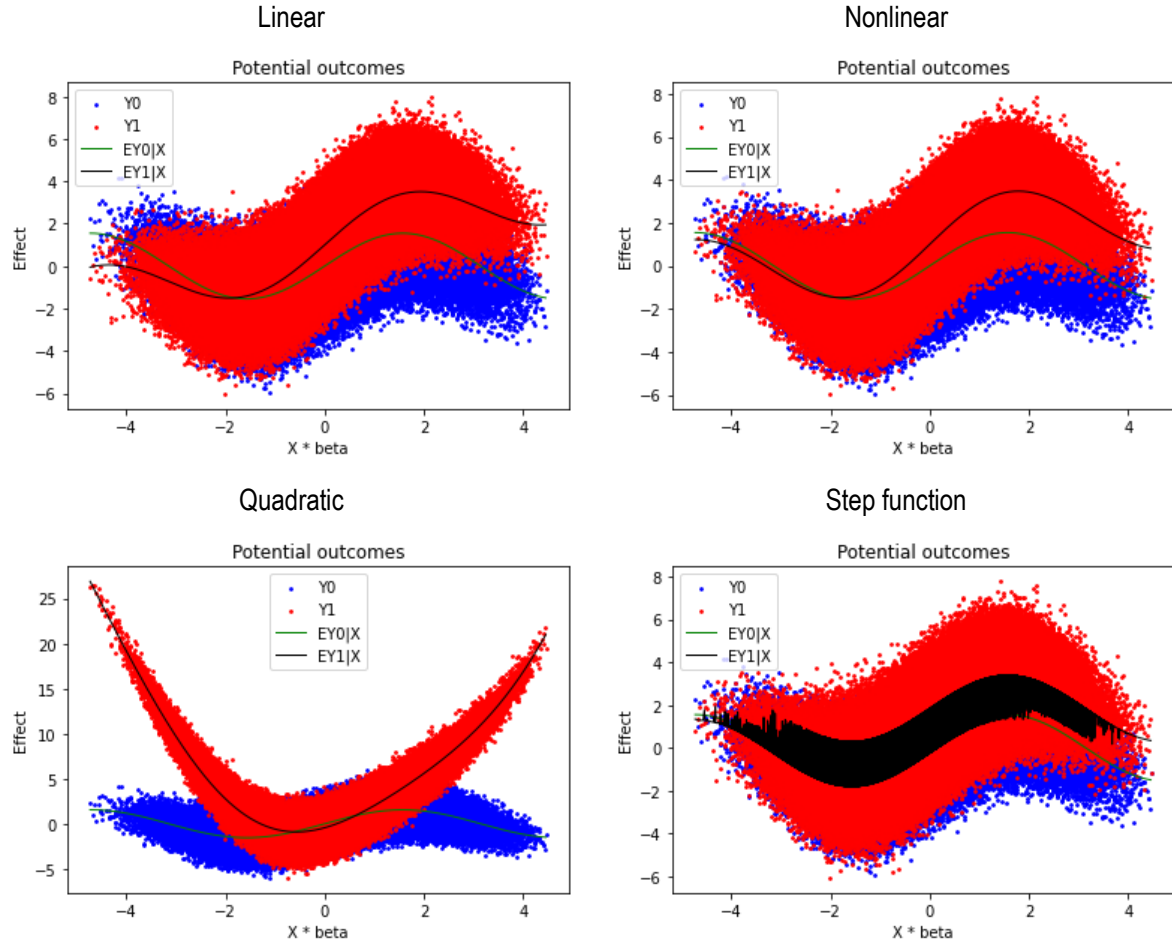 Linear
Potential outcomes
Y0
Y1
EY0|X
EY1|X
Effect
8
6
4
2
0
−2
−4
−6
−4 −2 0 2 4
X * beta
Nonlinear
Potential outcomes
Y0
Y1
EY0|X
EY1|X
Effect
8
6
4
2
0
−2
−4
−6
−4 −2 0 2 4
X * beta
Quadratic
Potential outcomes
Y0
Y1
EY0|X
EY1|X
Effect
25
20
15
10
5
0
−5
−4 −2 0 2 4
X * beta
Step function
Potential outcomes
Y0
Y1
EY0|X
EY1|X
Effect
8
6
4
2
0
−2
−4
−6
−4 −2 0 2 4
X * beta